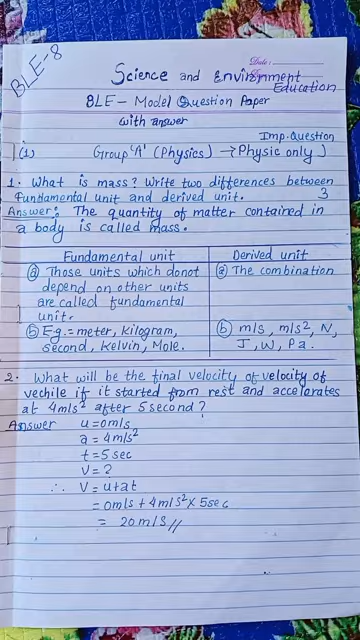 BLE-8
Date:
Science and Environment
Education
BLE - Model Question Paper
with answer
Imp. Question
(1) Group 'A' (Physics) → Physic only)
1. What is mass? Write two differences between
fundamental unit and derived unit. 3
Answer: The quantity of matter contained in
a body is called mass.
Fundamental unit Derived unit
(a) Those units which donot (a) The combination
depend on other units
are called fundamental
unit.
(b) E.g. = meter, kilogram, (b) m/s, m/s², N,
second, Kelvin, Mole. J, W, Pa.
2. What will be the final velocity of velocity of
vechile if it started from rest and accelarates
at 4m/s² after 5 second?
Answer u = 0m/s
a = 4m/s²
t = 5 sec
V = ?
∴ V = u+at
= 0m/s + 4m/s² × 5sec
= 20 m/s //